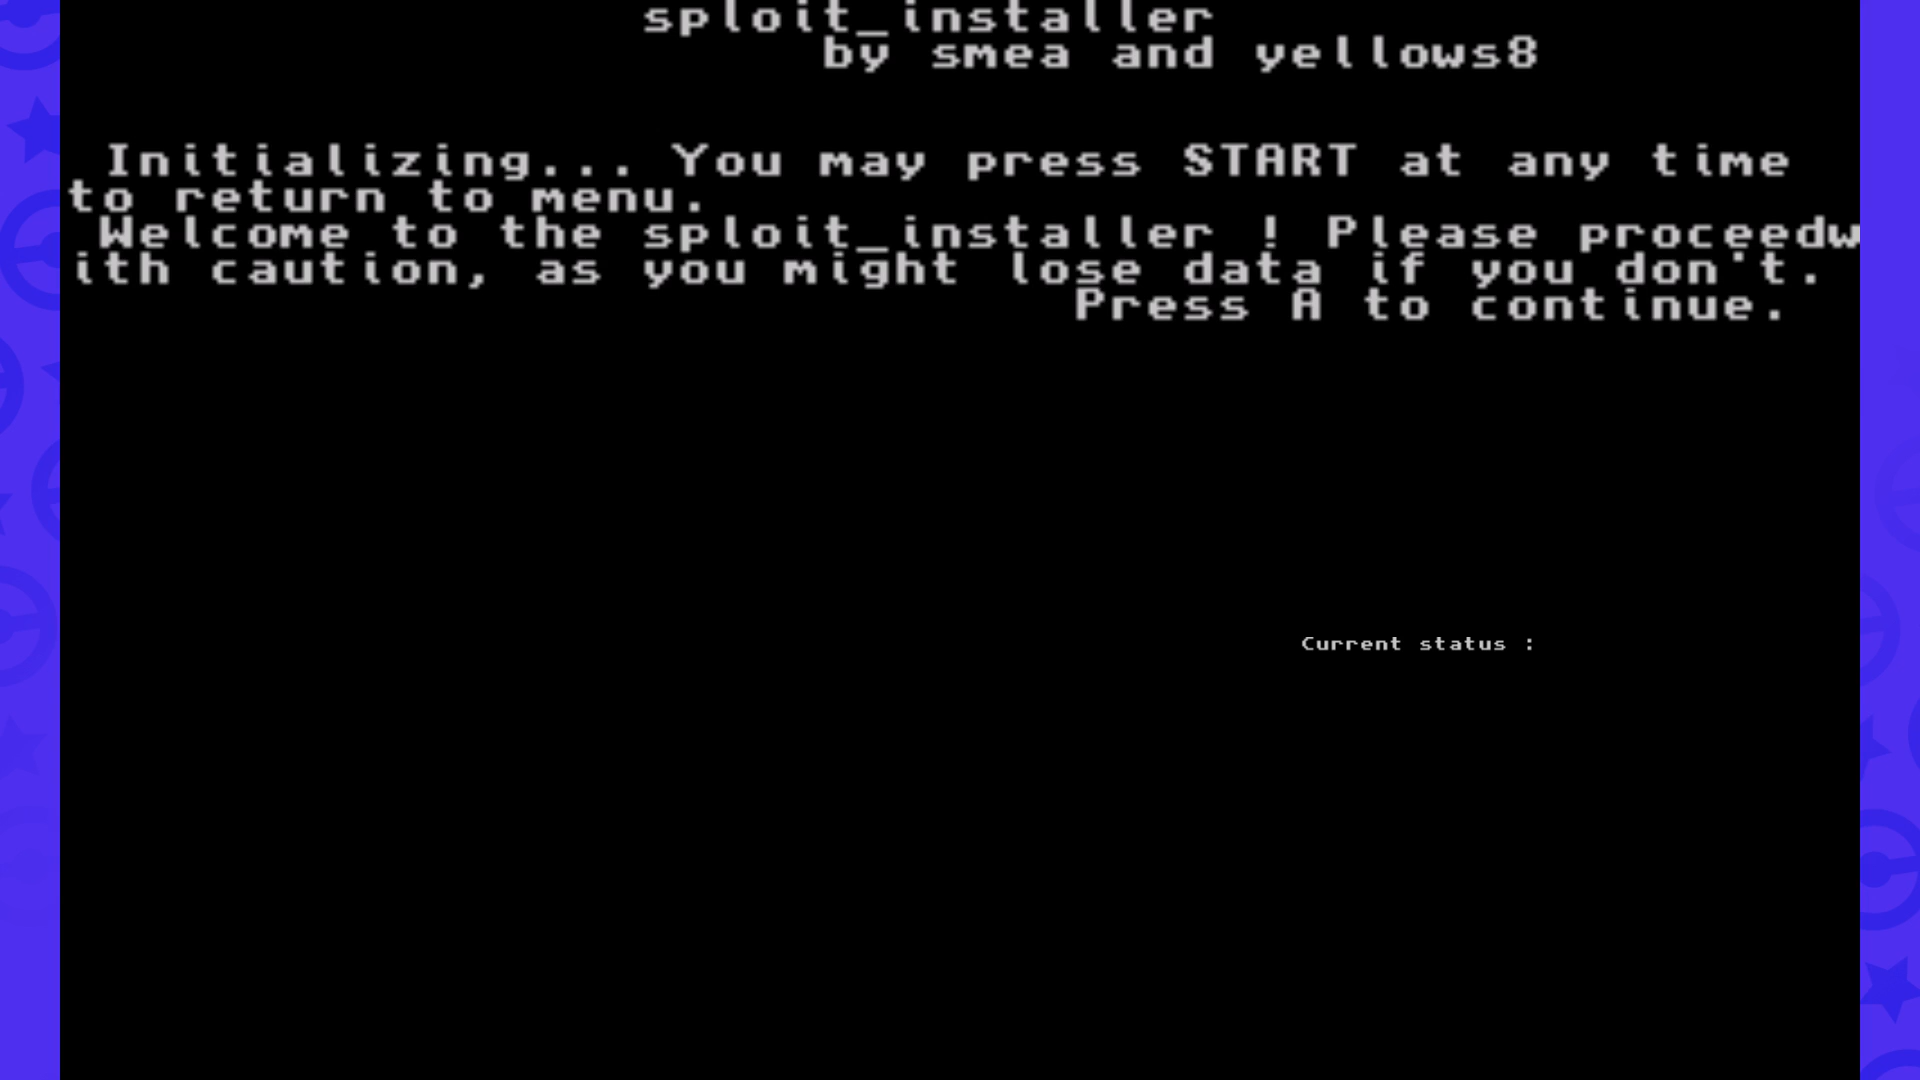 sploit_installer
by smea and yellows8
Initializing... You may press START at any time
to return to menu.
Welcome to the sploit_installer ! Please proceedw
ith caution, as you might lose data if you don't.
Press A to continue.
Current status :